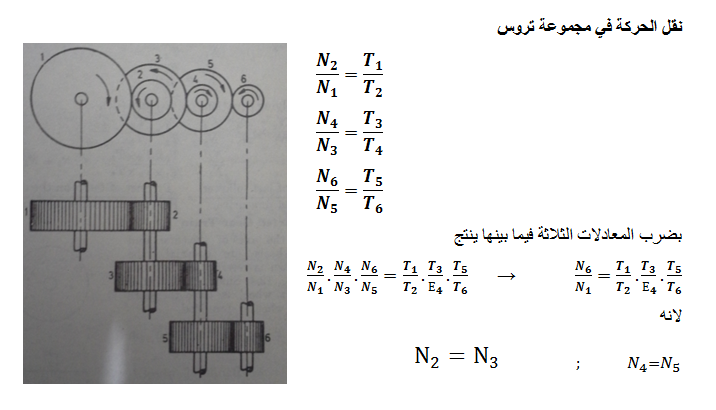 نقل الحركة في مجموعة تروس
1
3
5
2
4
6
N₂/N₁ = T₁/T₂
N₄/N₃ = T₃/T₄
N₆/N₅ = T₅/T₆
1
2
3
4
5
6
بضرب المعادلات الثلاثة فيما بينها ينتج
N₂/N₁ . N₄/N₃ . N₆/N₅ = T₁/T₂ . T₃/E₄ . T₅/T₆ → N₆/N₁ = T₁/T₂ . T₃/E₄ . T₅/T₆
لانه
N₂ = N₃ ; N₄=N₅